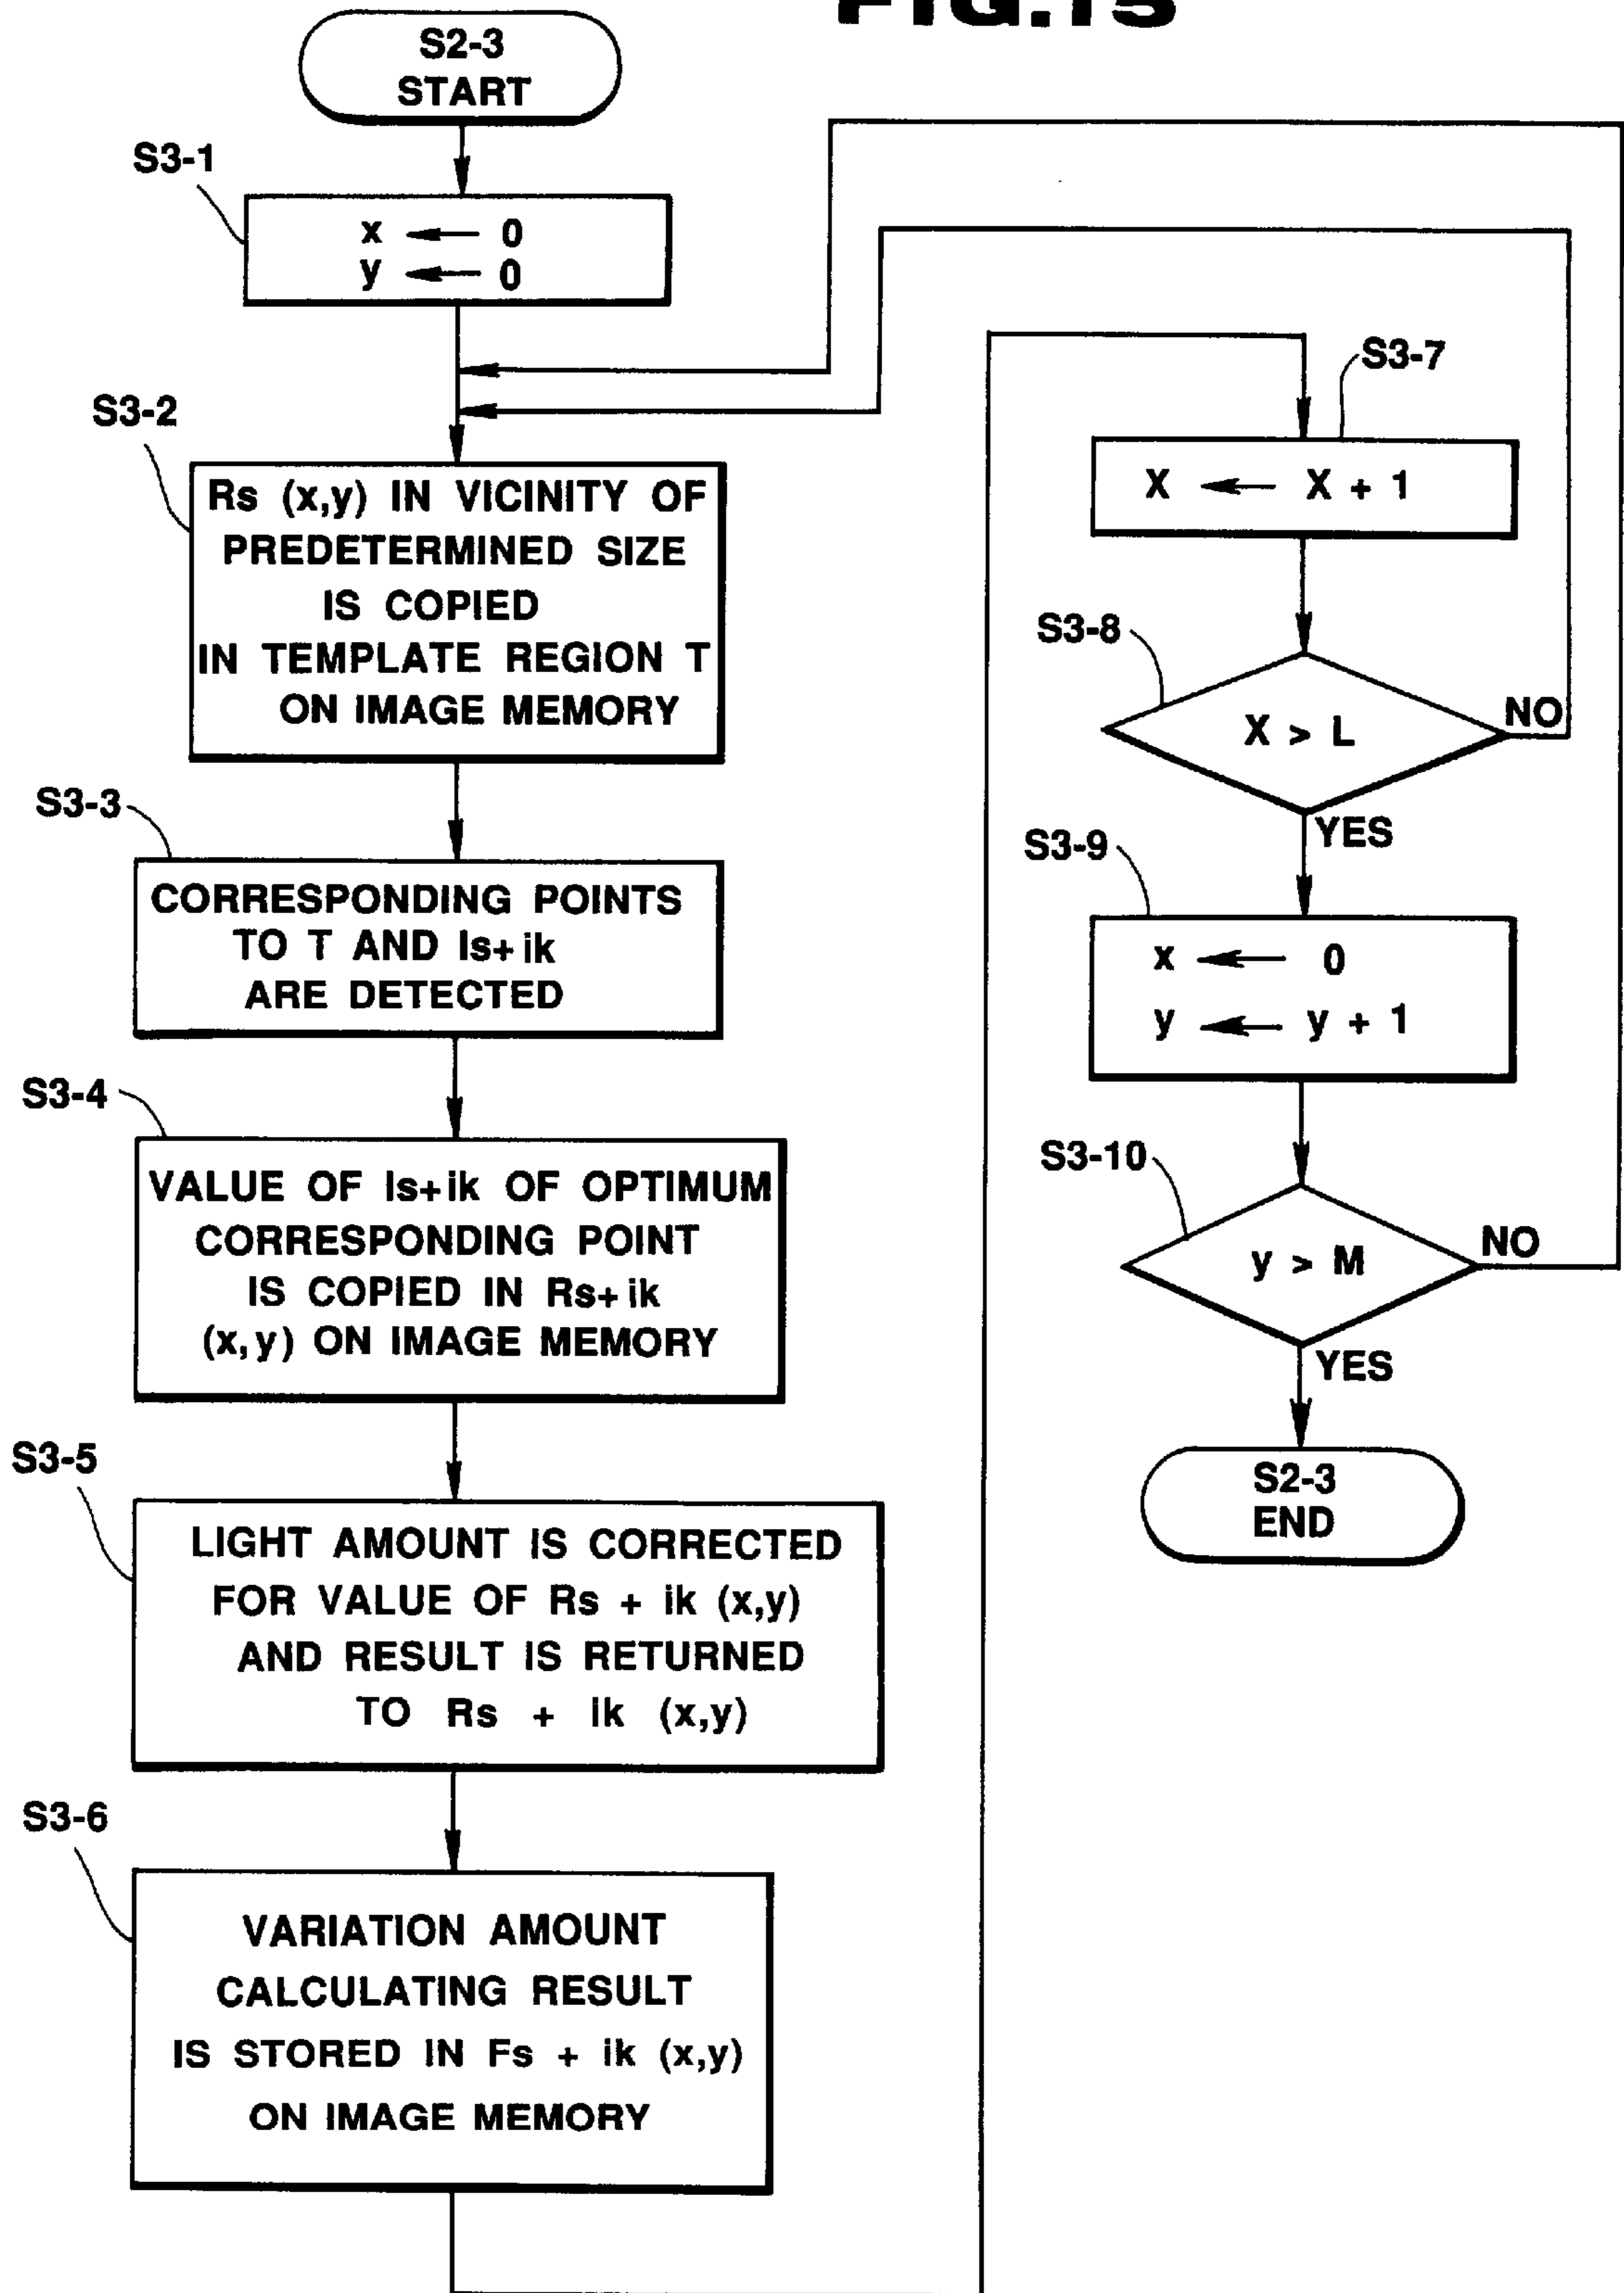 FIG.15
S2-3
START
S3-1
x ← 0
y ← 0
S3-2
Rs (x,y) IN VICINITY OF
PREDETERMINED SIZE
IS COPIED
IN TEMPLATE REGION T
ON IMAGE MEMORY
S3-3
CORRESPONDING POINTS
TO T AND Is+ik
ARE DETECTED
S3-4
VALUE OF Is+ik OF OPTIMUM
CORRESPONDING POINT
IS COPIED IN Rs+ik
(x,y) ON IMAGE MEMORY
S3-5
LIGHT AMOUNT IS CORRECTED
FOR VALUE OF Rs + ik (x,y)
AND RESULT IS RETURNED
TO Rs + Ik (x,y)
S3-6
VARIATION AMOUNT
CALCULATING RESULT
IS STORED IN Fs + ik (x,y)
ON IMAGE MEMORY
S3-7
X ← X + 1
S3-8
X > L
NO
YES
S3-9
x ← 0
y ← y + 1
S3-10
y > M
NO
YES
S2-3
END